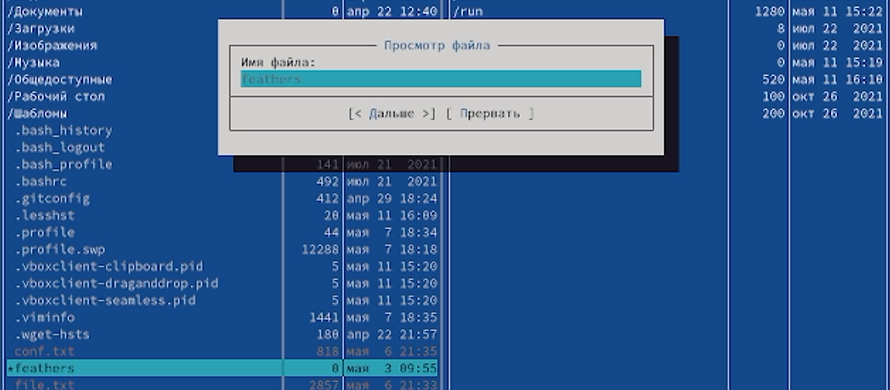 /Документы 0 апр 22 12:40 /run 1280 мая 11 15:22
/Загрузки 8 июл 22 2021
/Изображения 0 июл 22 2021
/Музыка 0 мая 11 15:19
/Общедоступные 520 мая 11 16:10
/Рабочий стол 100 окт 26 2021
/Шаблоны 200 окт 26 2021
Просмотр файла
Имя файла:
feathers
[< Дальше >] [ Прервать ]
.bash_history
.bash_logout
.bash_profile 141 июл 21 2021
.bashrc 492 июл 21 2021
.gitconfig 412 апр 29 18:24
.lesshst 20 мая 11 16:09
.profile 44 мая 7 18:34
.profile.swp 12288 мая 7 18:18
.vboxclient-clipboard.pid 5 мая 11 15:20
.vboxclient-draganddrop.pid 5 мая 11 15:20
.vboxclient-seamless.pid 5 мая 11 15:20
.viminfo 1441 мая 7 18:35
.wget-hsts 180 апр 22 21:57
conf.txt 818 мая 6 21:35
*feathers 0 мая 3 09:55
file.txt 2857 мая 6 21:33